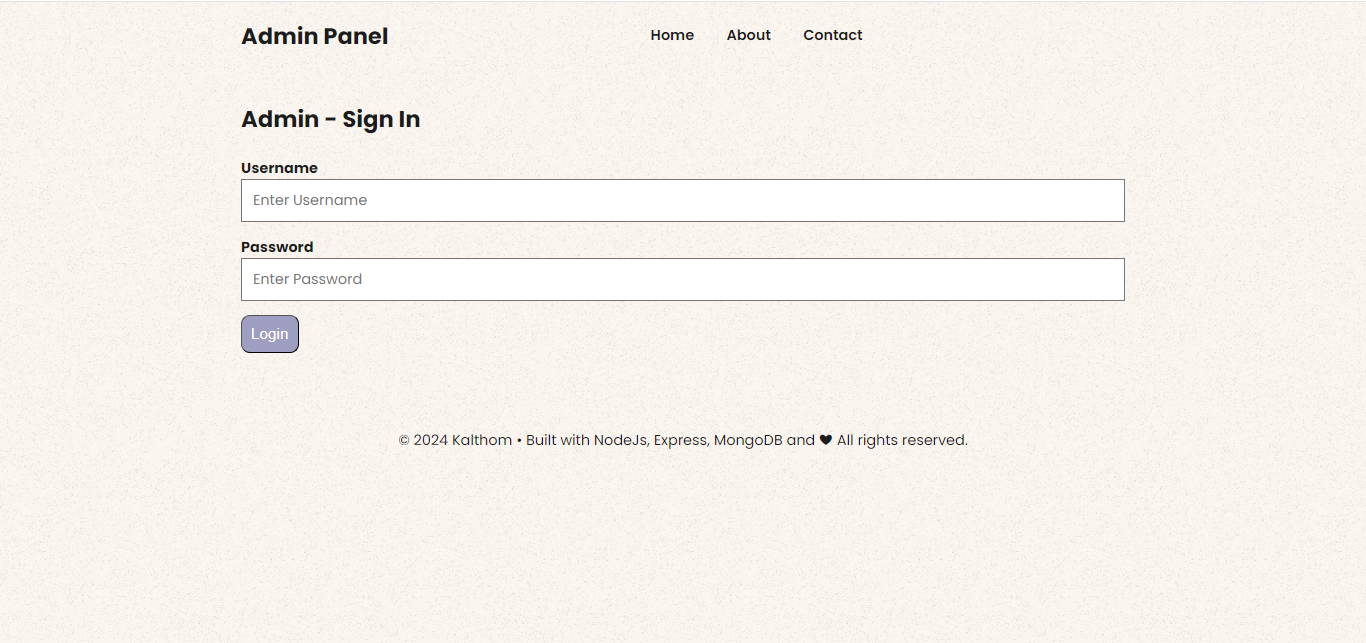 Admin Panel Home About Contact
Admin - Sign In
Username
Enter Username
Password
Enter Password
Login
© 2024 Kalthom • Built with NodeJs, Express, MongoDB and ♥ All rights reserved.